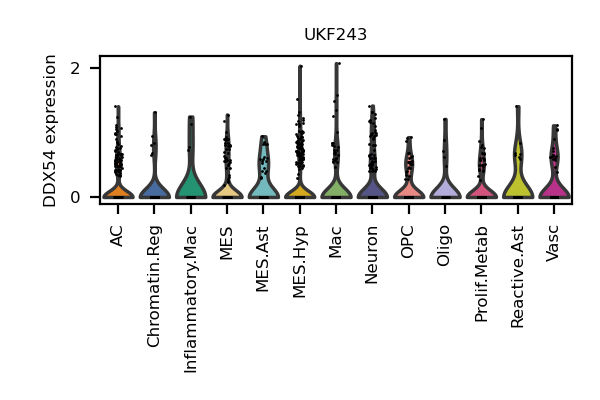 UKF243
DDX54 expression
2
0
AC
Chromatin.Reg
Inflammatory.Mac
MES
MES.Ast
MES.Hyp
Mac
Neuron
OPC
Oligo
Prolif.Metab
Reactive.Ast
Vasc